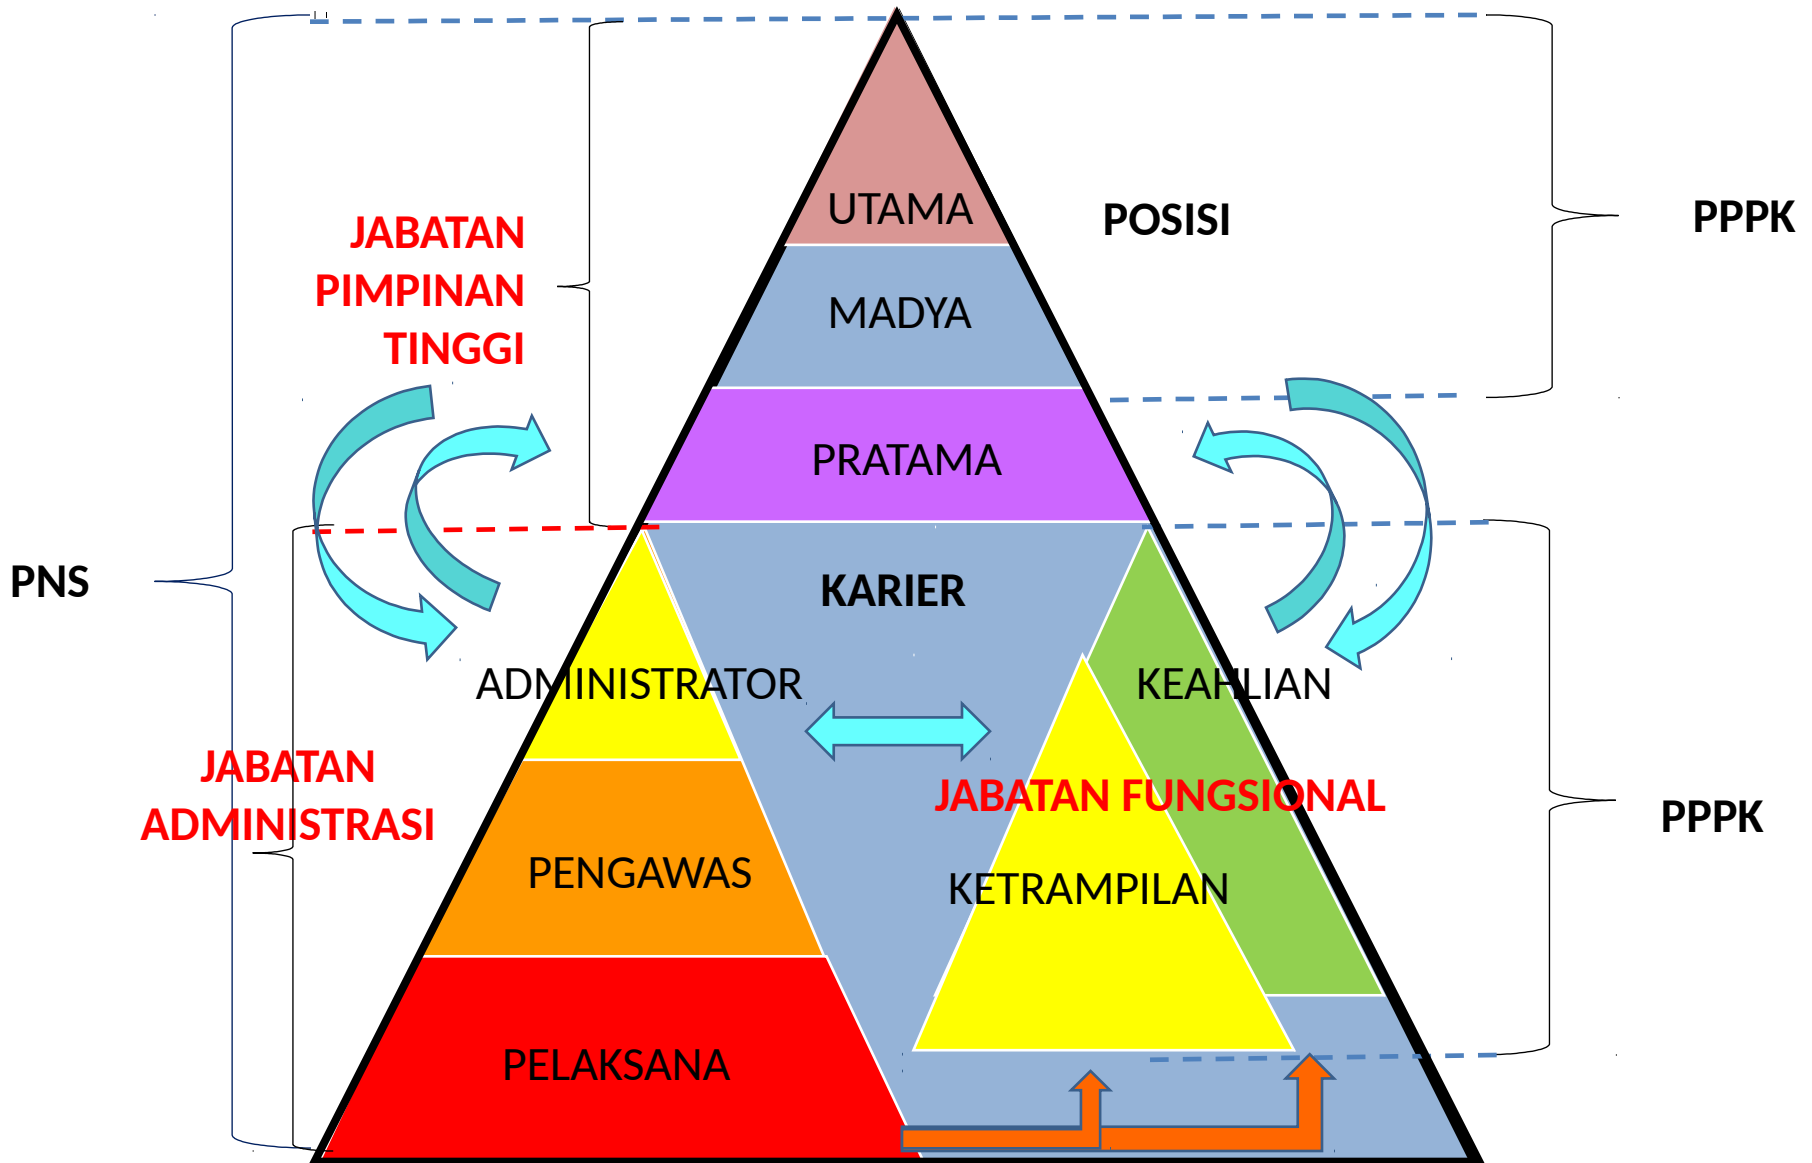 UTAMA
POSISI
PPPK
JABATAN
PIMPINAN
TINGGI
MADYA
PRATAMA
PNS
KARIER
ADMINISTRATOR
KEAHLIAN
JABATAN
ADMINISTRASI
JABATAN FUNGSIONAL
PPPK
PENGAWAS
KETRAMPILAN
PELAKSANA